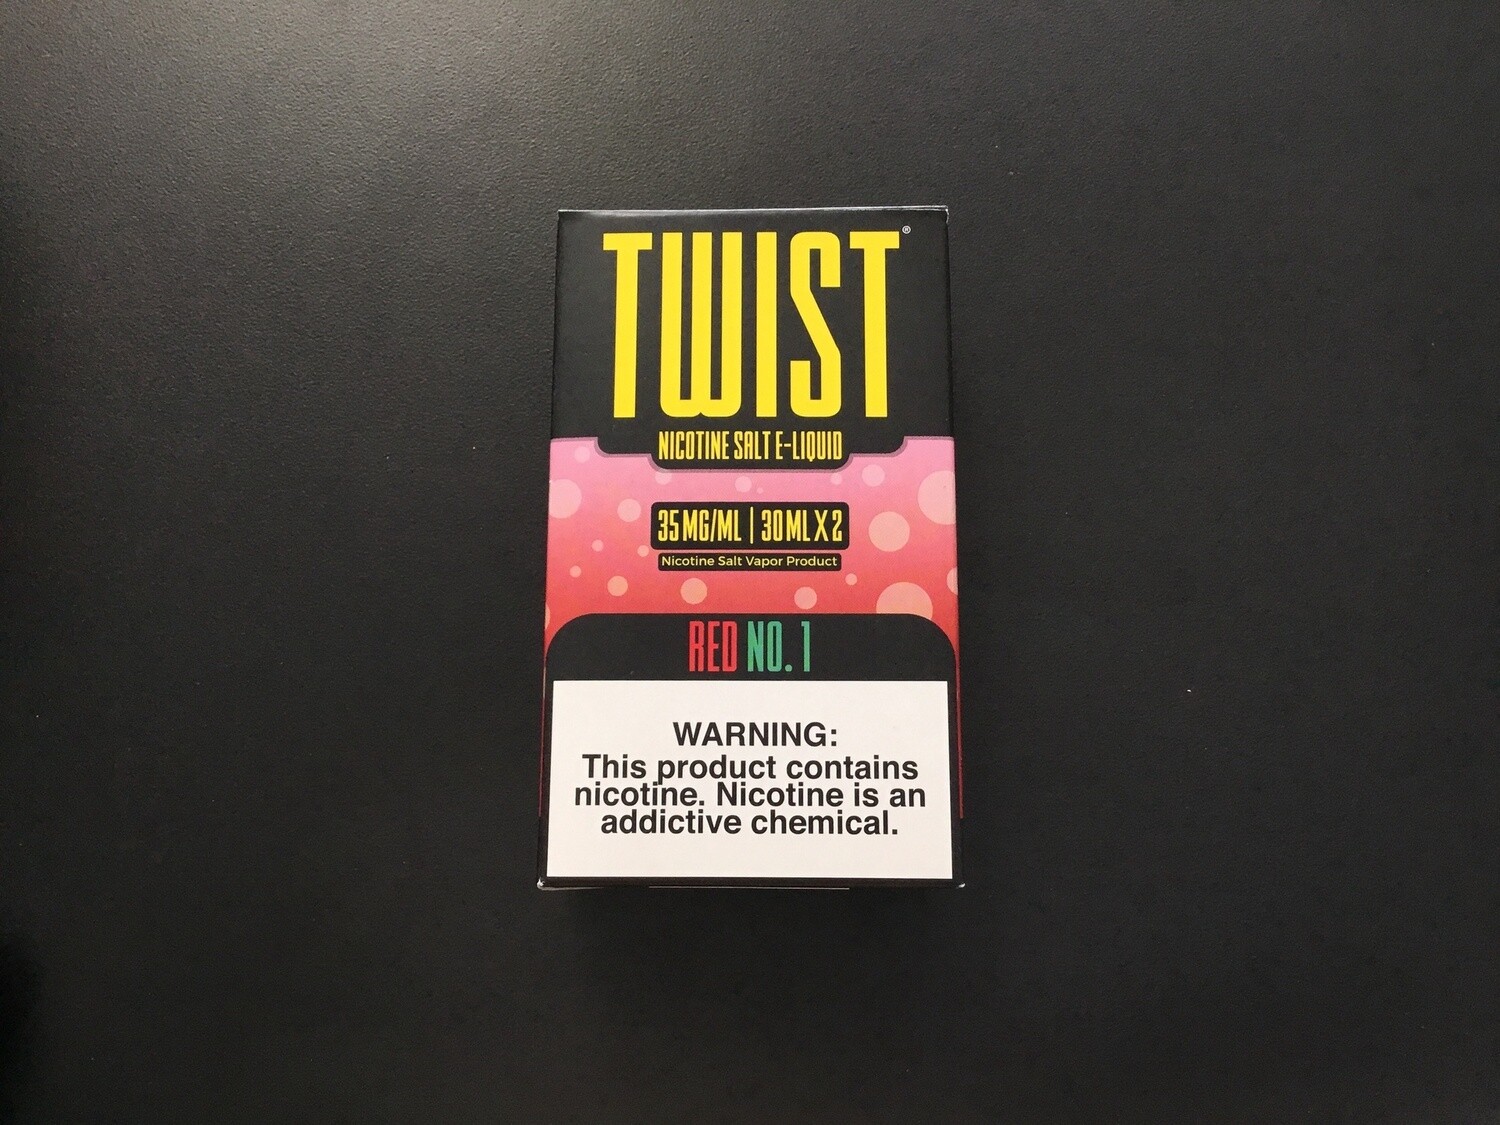 TWIST®
NICOTINE SALT E-LIQUID
35MG/ML | 30ML X 2
Nicotine Salt Vapor Product
RED NO. 1
WARNING:
This product contains
nicotine. Nicotine is an
addictive chemical.